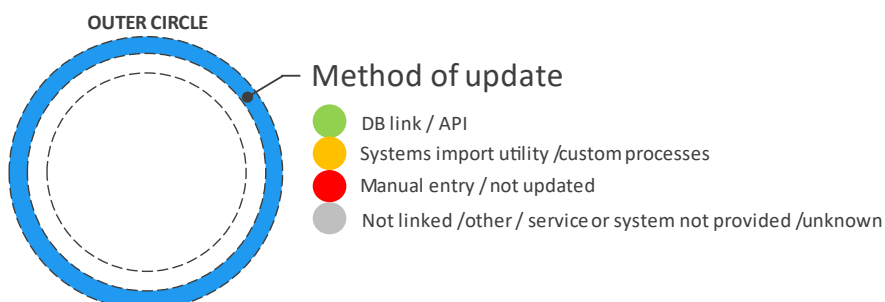 OUTER CIRCLE
Method of update
DB link / API
Systems import utility /custom processes
Manual entry / not updated
Not linked /other / service or system not provided /unknown